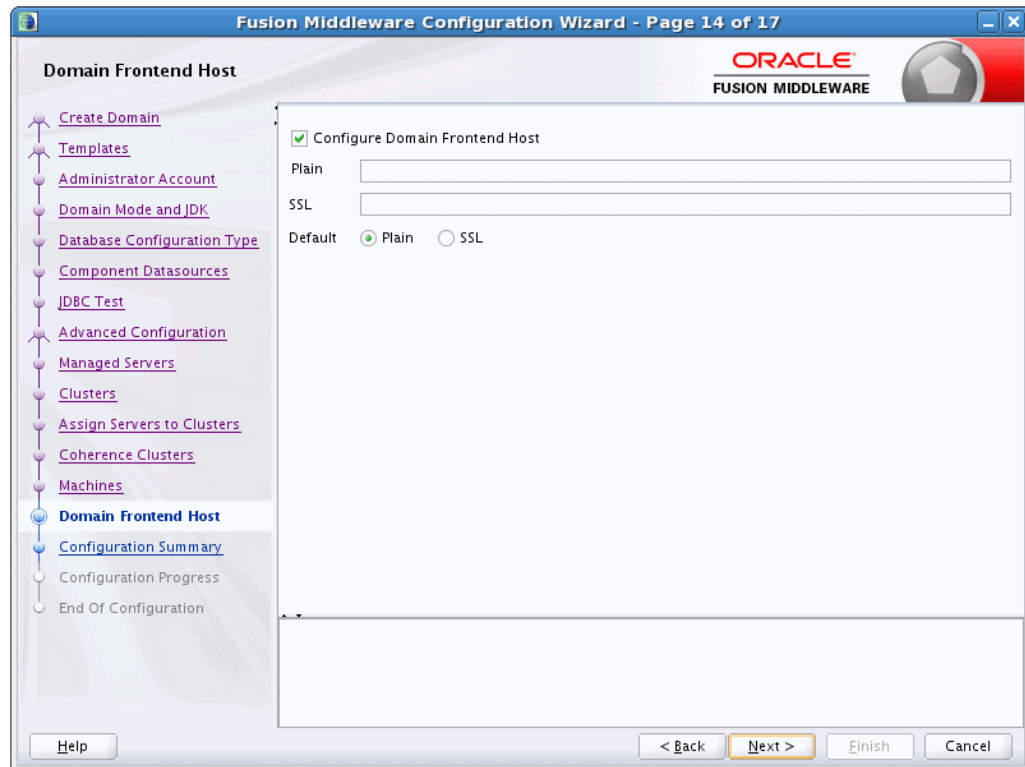 Fusion Middleware Configuration Wizard - Page 14 of 17
Domain Frontend Host
ORACLE
FUSION MIDDLEWARE
Create Domain
Templates
Administrator Account
Domain Mode and JDK
Database Configuration Type
Component Datasources
JDBC Test
Advanced Configuration
Managed Servers
Clusters
Assign Servers to Clusters
Coherence Clusters
Machines
Domain Frontend Host
Configuration Summary
Configuration Progress
End Of Configuration
Configure Domain Frontend Host
Plain
SSL
Default Plain SSL
Help < Back Next > Finish Cancel